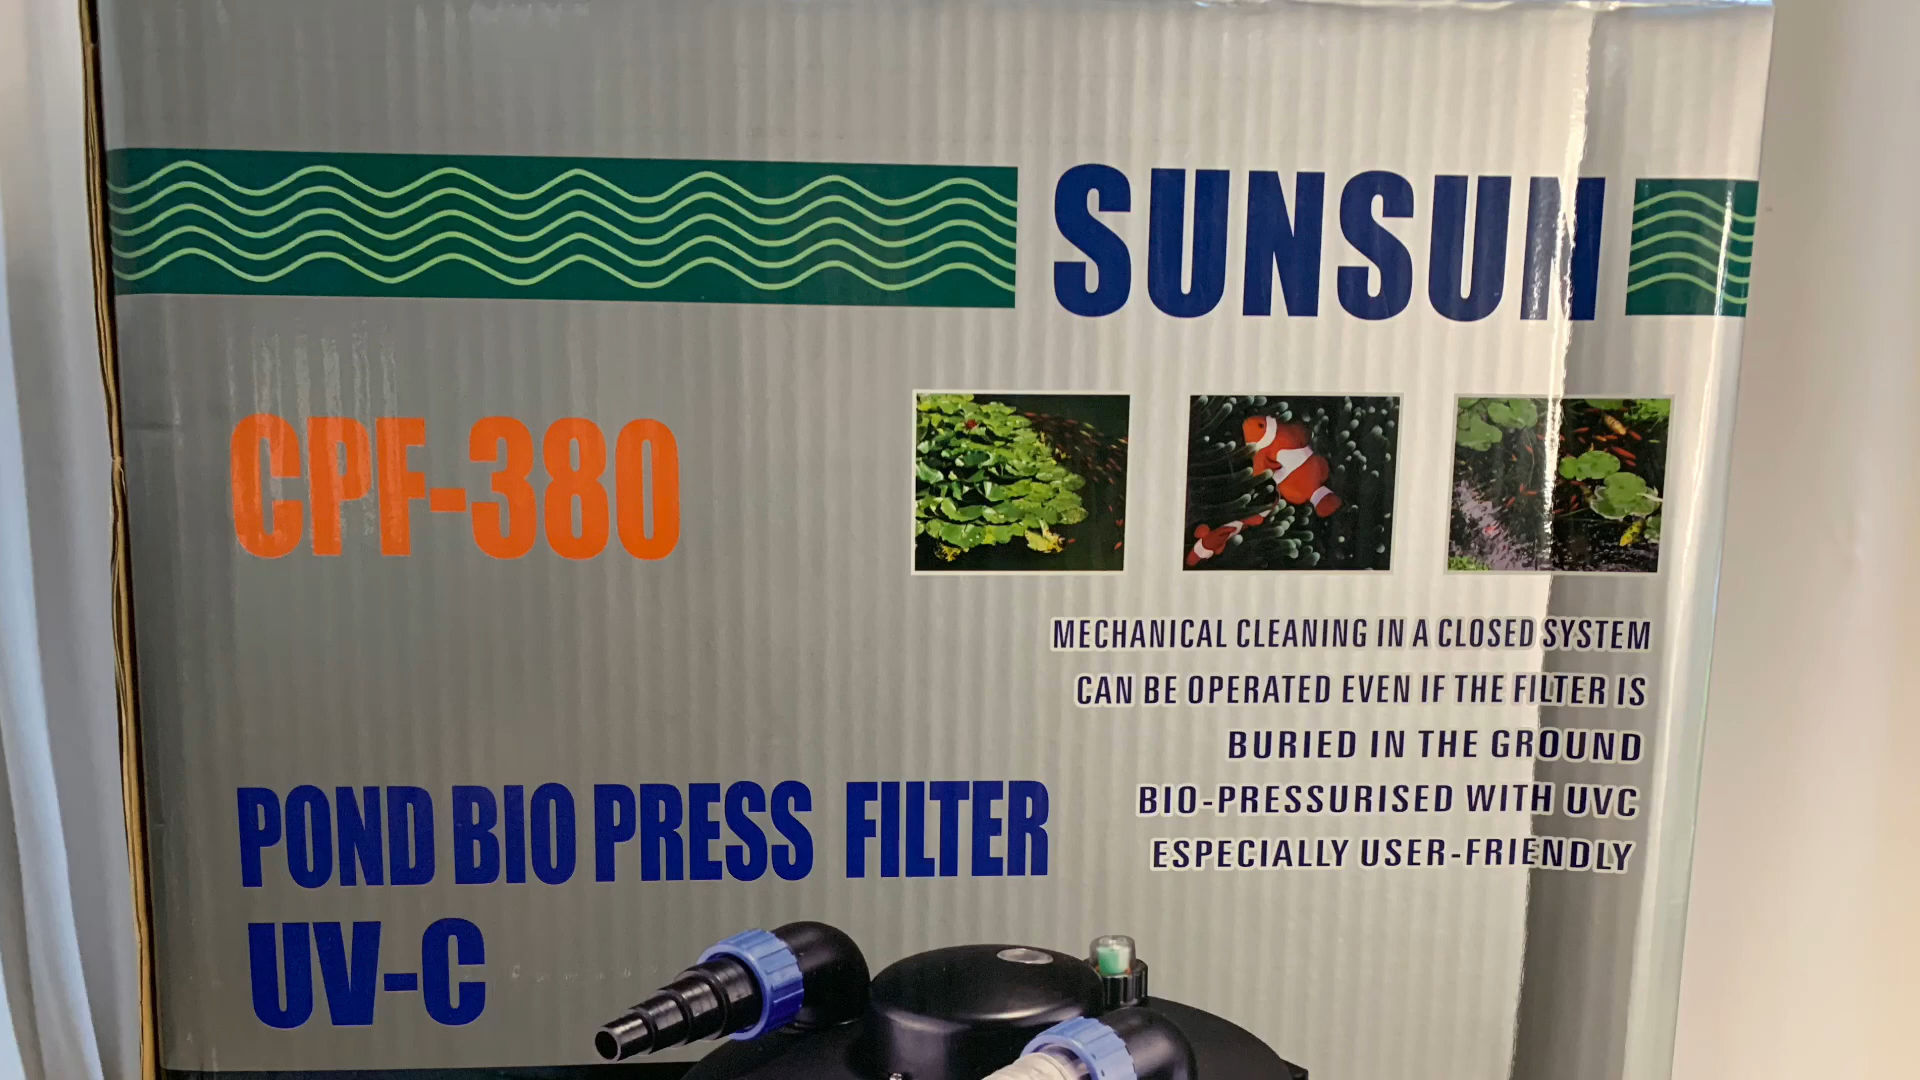 SUNSUN
CPF-380
MECHANICAL CLEANING IN A CLOSED SYSTEM
CAN BE OPERATED EVEN IF THE FILTER IS
BURIED IN THE GROUND
BIO-PRESSURISED WITH UVC
ESPECIALLY USER-FRIENDLY
POND BIO PRESS FILTER
UV-C